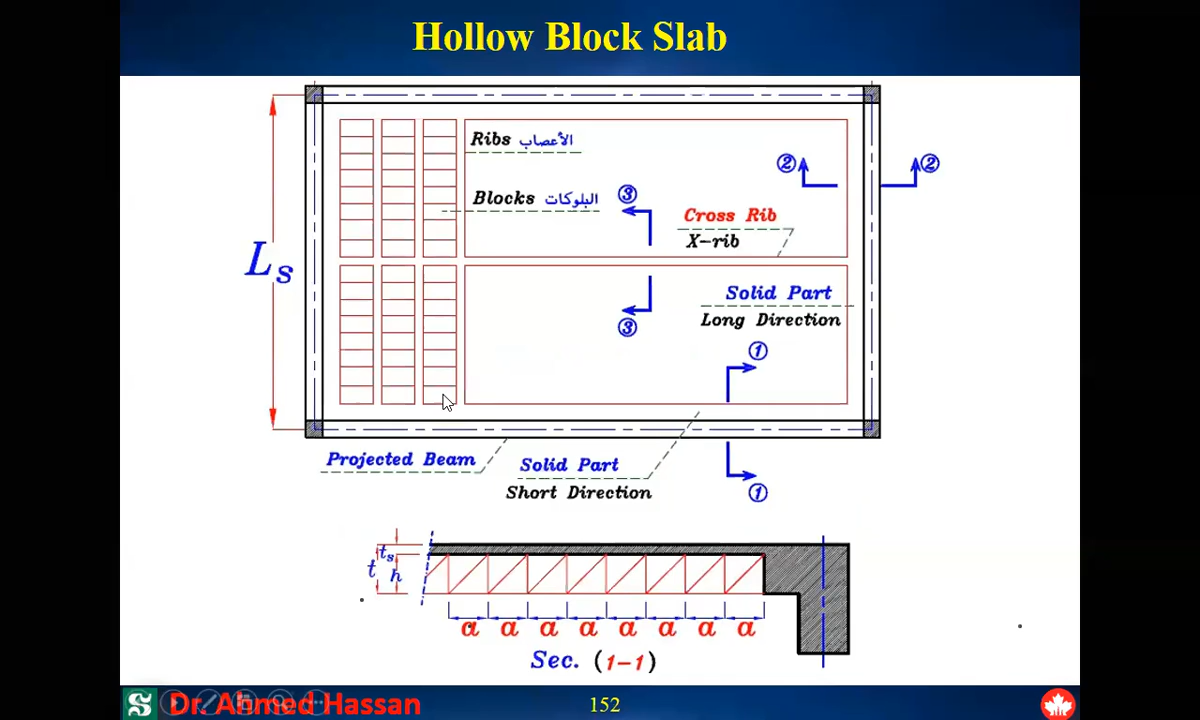 Hollow Block Slab
Ribs الأعصاب
② ②
Blocks البلوكات ③
Cross Rib
X-rib
Ls
Solid Part
Long Direction
③
①
Projected Beam
Solid Part
Short Direction
①
ts
t h
a a a a a a a a
Sec. (1-1)
Dr. Ahmed Hassan
152